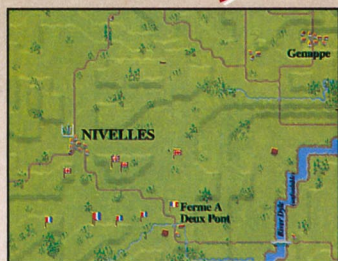 Genappe
NIVELLES
Ferme A
Deux Pont
River Dyle